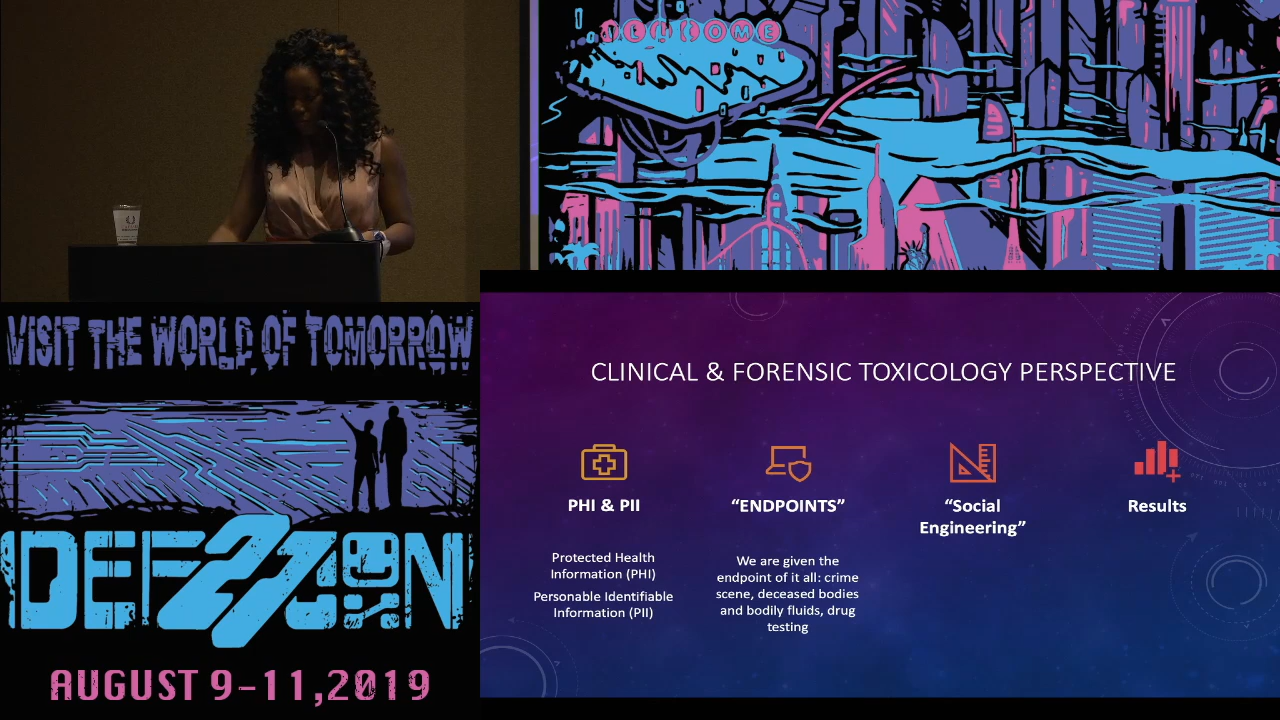 WELCOME
VISIT THE WORLD OF TOMORROW
DEF 27 CON
AUGUST 9-11, 2019
CLINICAL & FORENSIC TOXICOLOGY PERSPECTIVE
PHI & PII
Protected Health
Information (PHI)
Personable Identifiable
Information (PII)
“ENDPOINTS”
We are given the
endpoint of it all: crime
scene, deceased bodies
and bodily fluids, drug
testing
“Social
Engineering”
Results